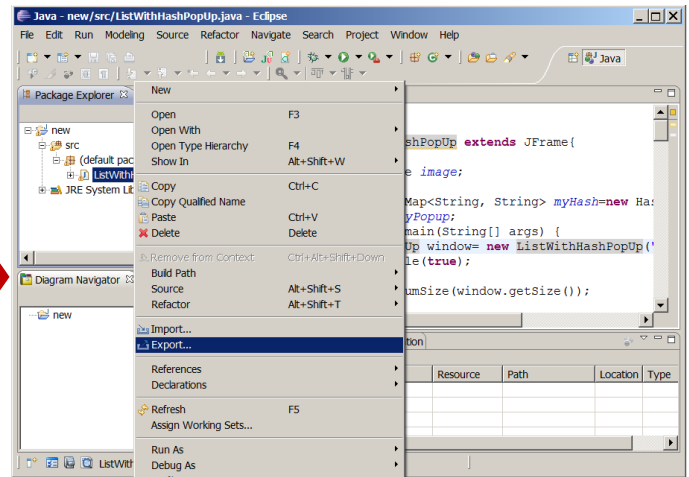 Java - new/src/ListWithHashPopUp.java - Eclipse
File Edit Run Modeling Source Refactor Navigate Search Project Window Help
Java
Package Explorer
new
src
(default pac
ListWithH
JRE System Lib
New
Open F3
Open With
Open Type Hierarchy F4
Show In Alt+Shift+W
Copy Ctrl+C
Copy Qualified Name
Paste Ctrl+V
Delete Delete
Remove from Context Ctrl+Alt+Shift+Down
Build Path
Source Alt+Shift+S
Refactor Alt+Shift+T
Import...
Export...
References
Declarations
Refresh F5
Assign Working Sets...
Run As
Debug As
shPopUp extends JFrame{
e image;
Map<String, String> myHash=new Has
yPopup;
main(String[] args) {
Up window= new ListWithHashPopUp("
le(true);
umSize(window.getSize());
Diagram Navigator
new
tion
Resource Path Location Type
ListWith